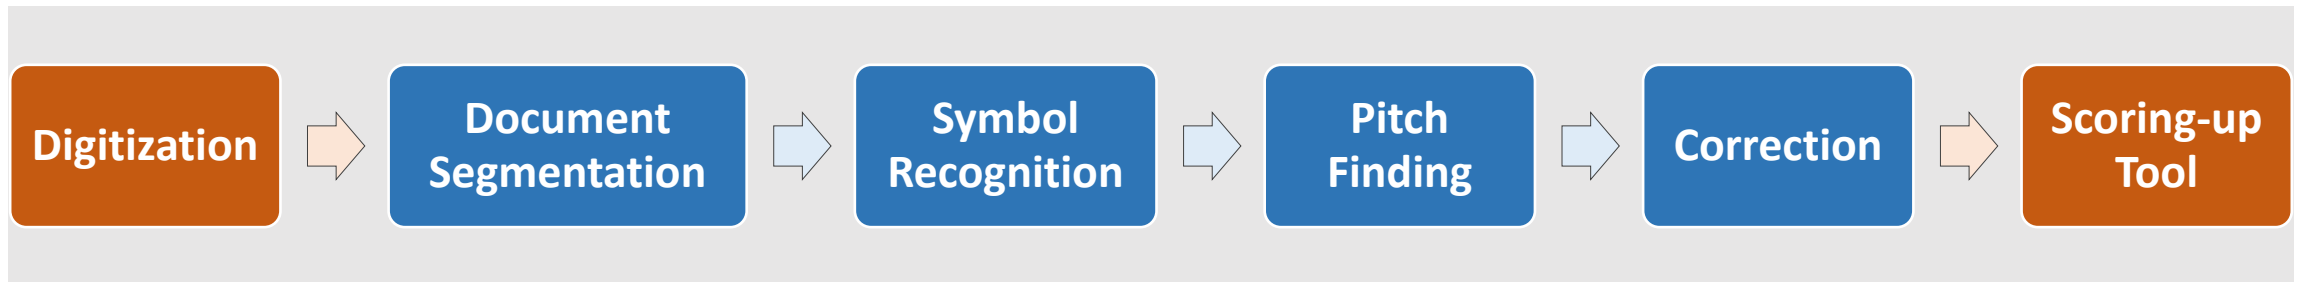 Digitization
Document
Segmentation
Symbol
Recognition
Pitch
Finding
Correction
Scoring-up
Tool